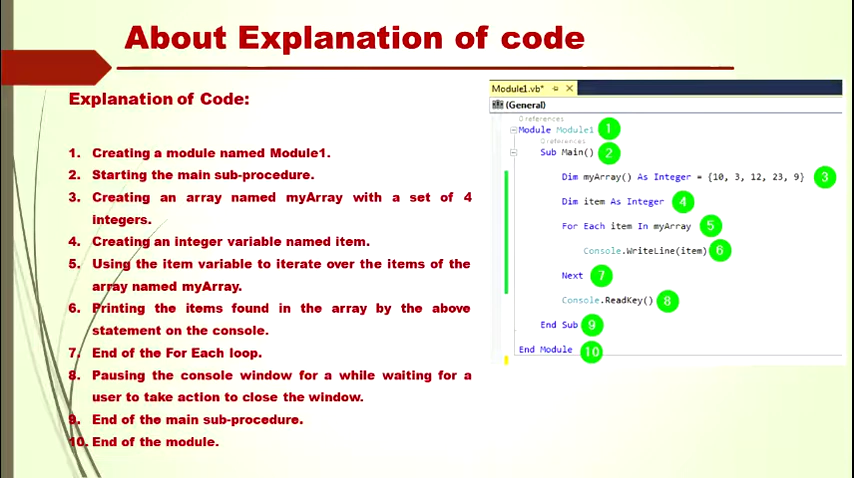 About Explanation of code
Explanation of Code:
1. Creating a module named Module1.
2. Starting the main sub-procedure.
3. Creating an array named myArray with a set of 4
integers.
4. Creating an integer variable named item.
5. Using the item variable to iterate over the items of the
array named myArray.
6. Printing the items found in the array by the above
statement on the console.
7. End of the For Each loop.
8. Pausing the console window for a while waiting for a
user to take action to close the window.
9. End of the main sub-procedure.
10. End of the module.
Module1.vb*
(General)
0 references
Module Module1 1
0 references
Sub Main() 2
Dim myArray() As Integer = {10, 3, 12, 23, 9} 3
Dim item As Integer 4
For Each item In myArray 5
Console.WriteLine(item) 6
Next 7
Console.ReadKey() 8
End Sub 9
End Module 10